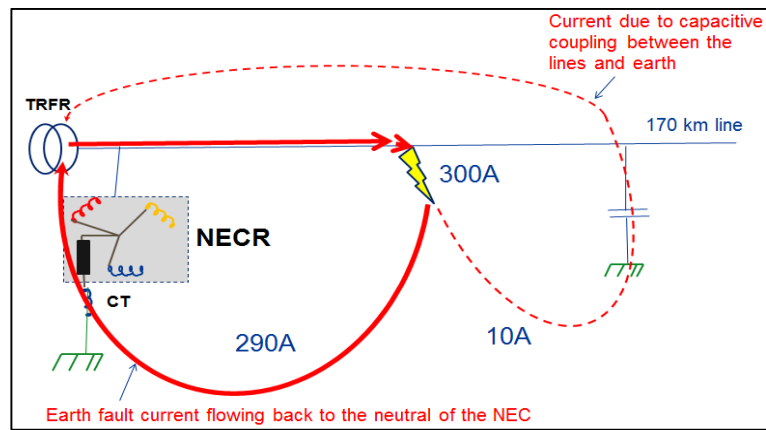 Current due to capacitive
coupling between the
lines and earth
TRFR
170 km line
300A
NECR
CT
290A
10A
Earth fault current flowing back to the neutral of the NEC